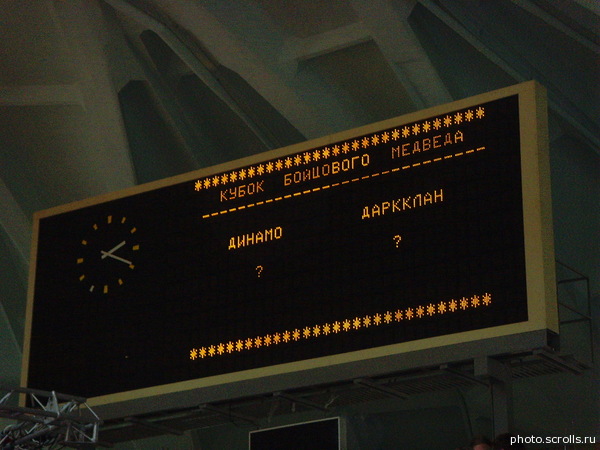 ***************************
КУБОК БОЙЦОВОГО МЕДВЕДА
---------------------------
ДИНАМО ДАРККЛАН
? ?
***************************
photo.scrolls.ru